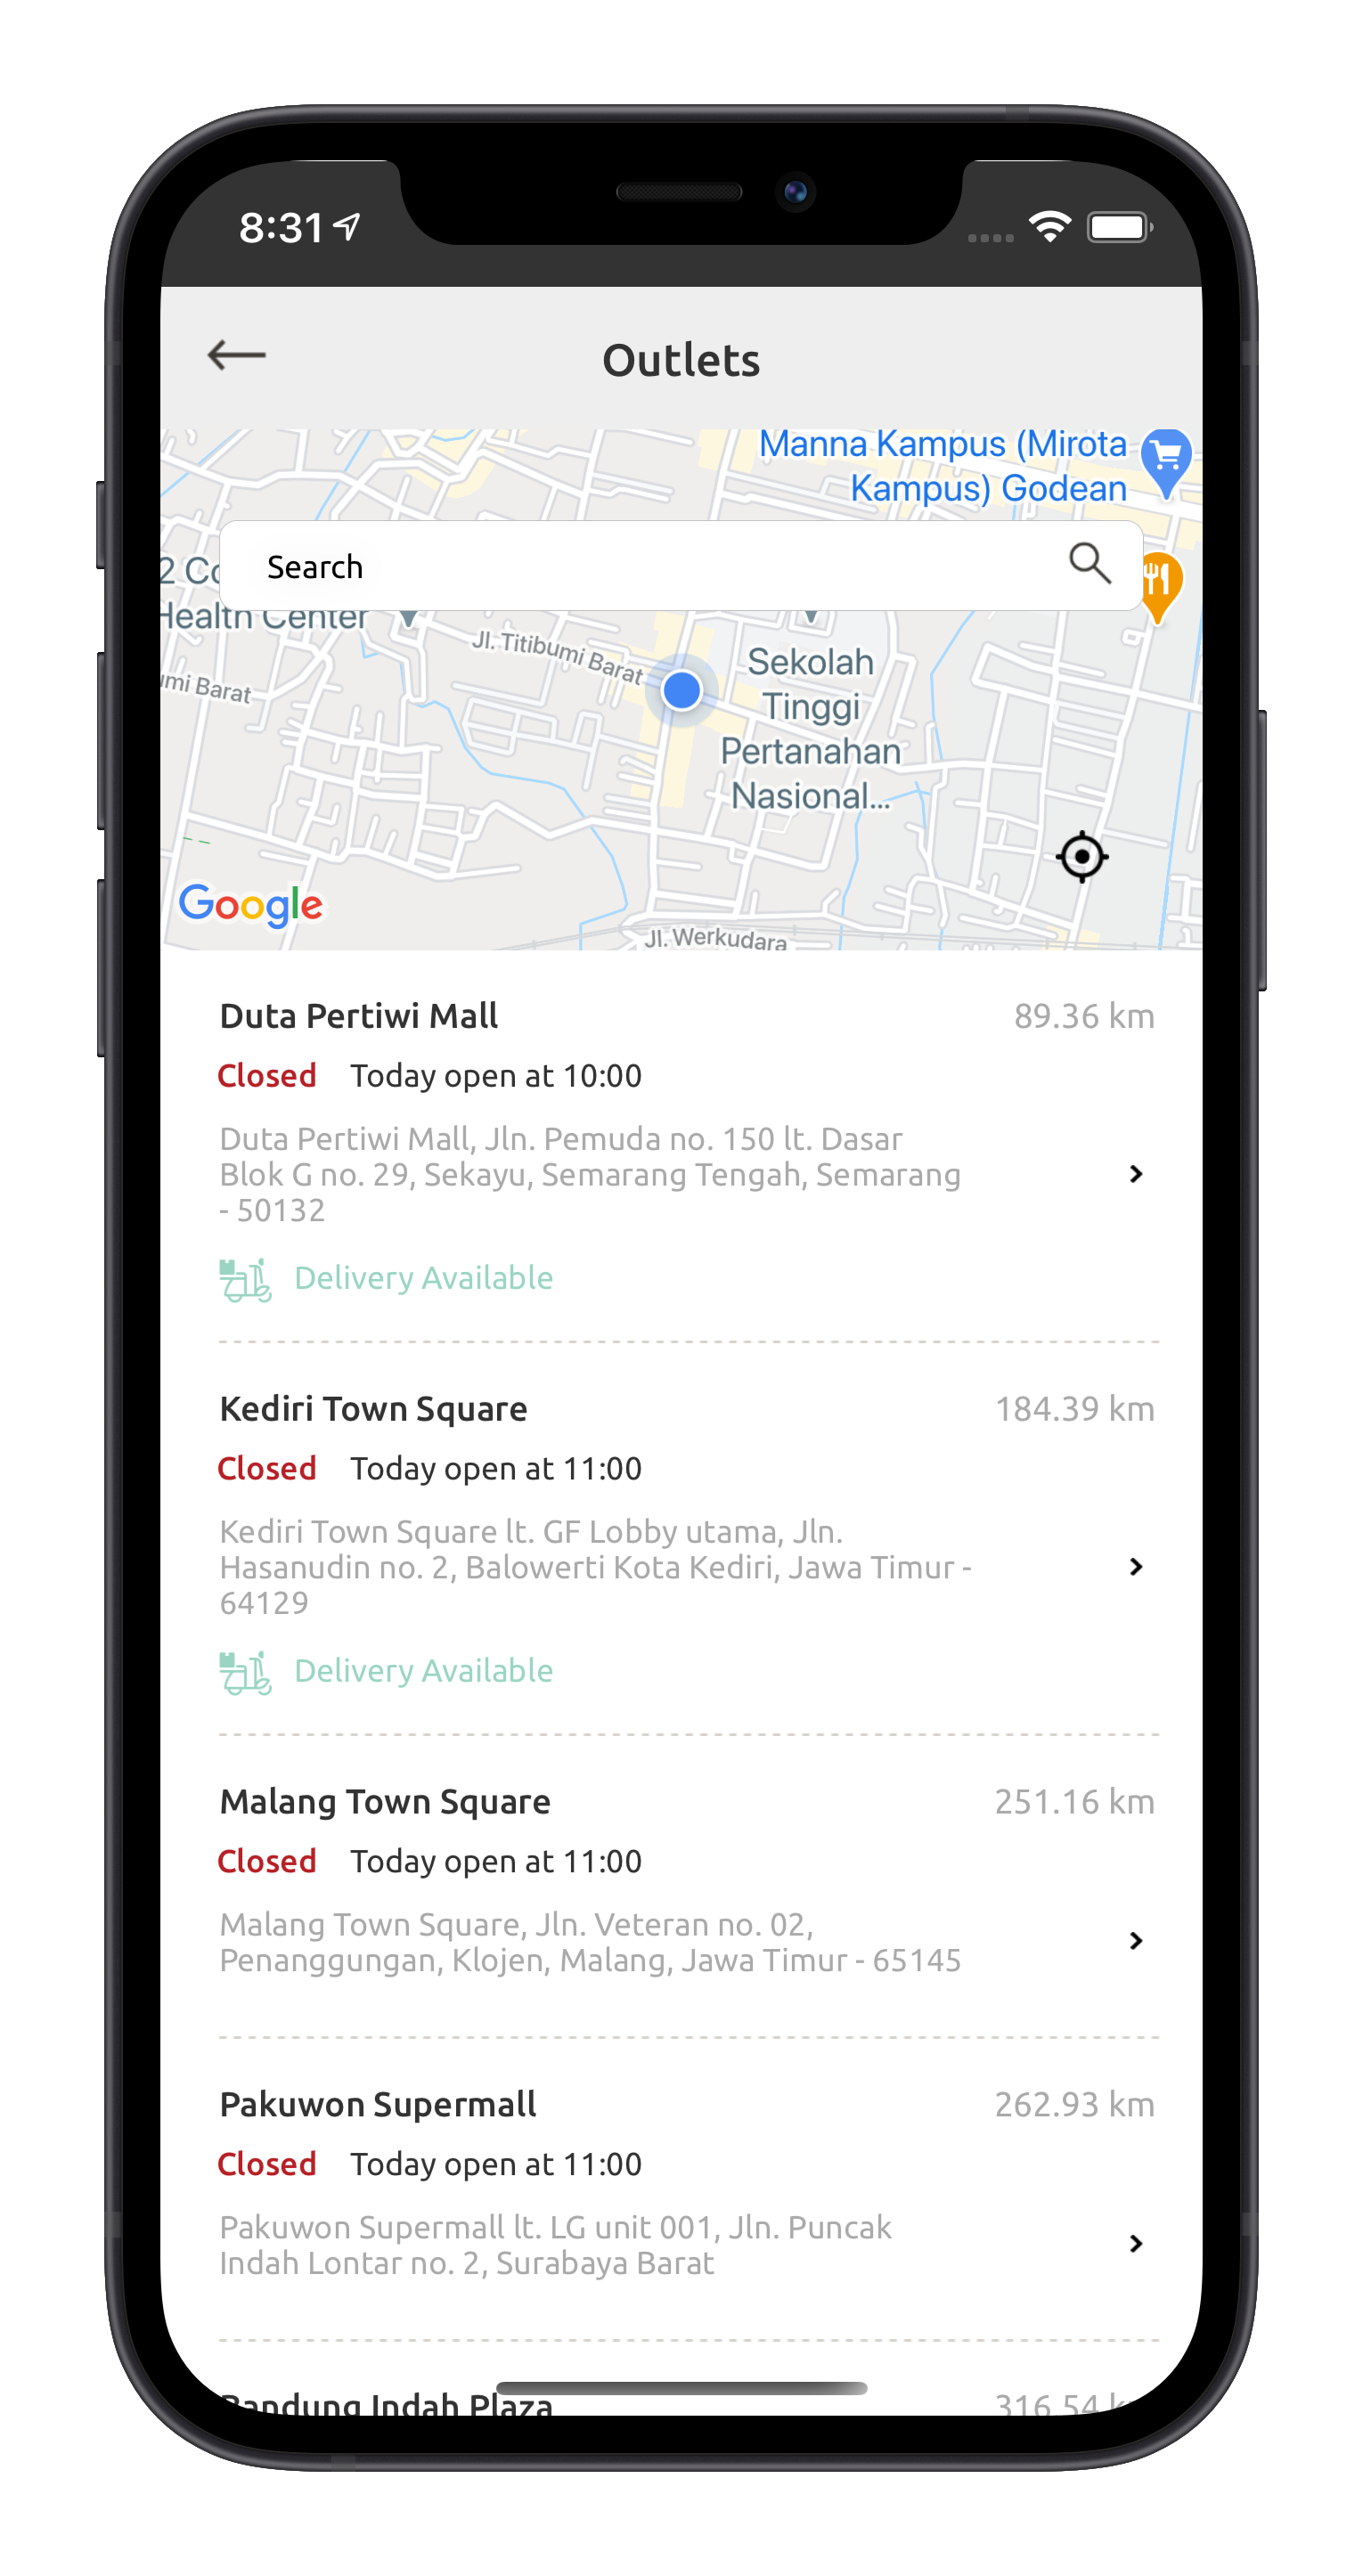 8:31
Outlets
Manna Kampus (Mirota
Kampus) Godean
Search
Health Center
Jl. Titibumi Barat
Barat
Sekolah
Tinggi
Pertanahan
Nasional...
Google
Jl. Werkudara
Duta Pertiwi Mall 89.36 km
Closed Today open at 10:00
Duta Pertiwi Mall, Jln. Pemuda no. 150 lt. Dasar
Blok G no. 29, Sekayu, Semarang Tengah, Semarang
- 50132
Delivery Available
Kediri Town Square 184.39 km
Closed Today open at 11:00
Kediri Town Square lt. GF Lobby utama, Jln.
Hasanudin no. 2, Balowerti Kota Kediri, Jawa Timur -
64129
Delivery Available
Malang Town Square 251.16 km
Closed Today open at 11:00
Malang Town Square, Jln. Veteran no. 02,
Penanggungan, Klojen, Malang, Jawa Timur - 65145
Pakuwon Supermall 262.93 km
Closed Today open at 11:00
Pakuwon Supermall lt. LG unit 001, Jln. Puncak
Indah Lontar no. 2, Surabaya Barat
Bandung Indah Plaza 316.54